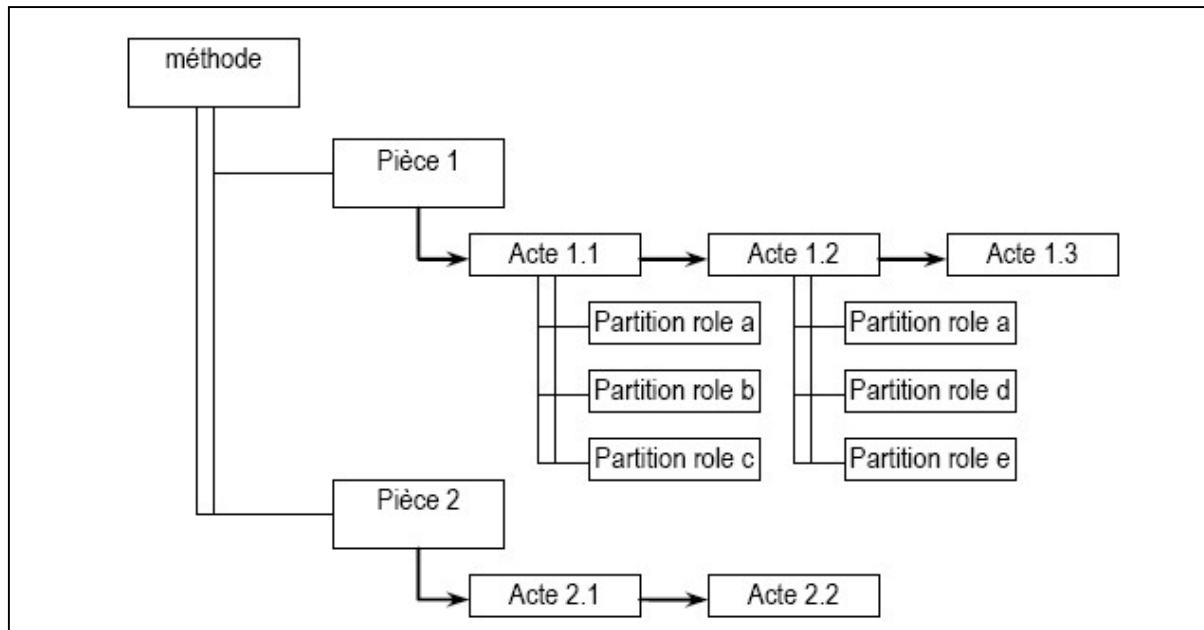 méthode
Pièce 1
Acte 1.1
Acte 1.2
Acte 1.3
Partition role a
Partition role a
Partition role b
Partition role d
Partition role c
Partition role e
Pièce 2
Acte 2.1
Acte 2.2